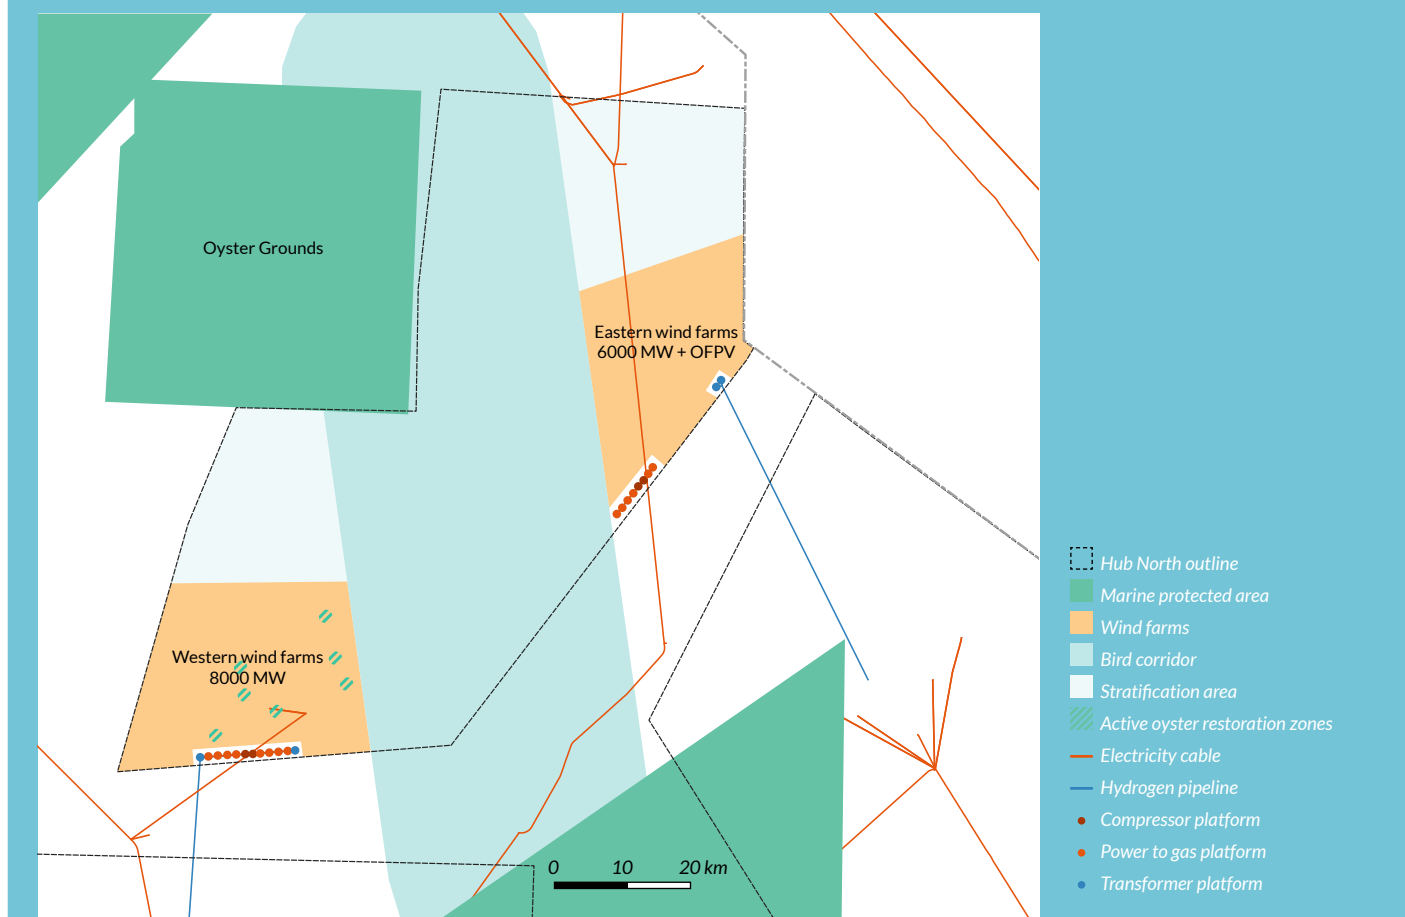 Oyster Grounds
Eastern wind farms
6000 MW + OFPV
Western wind farms
8000 MW
0 10 20 km
Hub North outline
Marine protected area
Wind farms
Bird corridor
Stratification area
Active oyster restoration zones
Electricity cable
Hydrogen pipeline
Compressor platform
Power to gas platform
Transformer platform